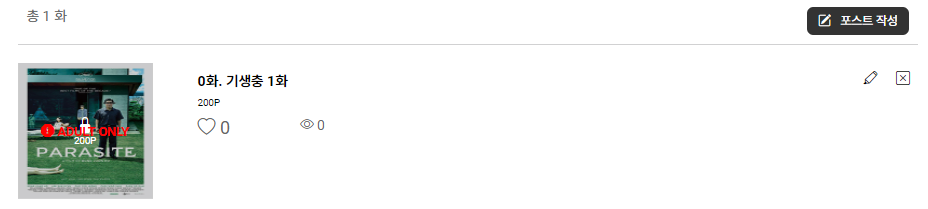 총 1 화
포스트 작성
0화. 기생충 1화
200P
0
0
! ADULT ONLY
200P
PARASITE